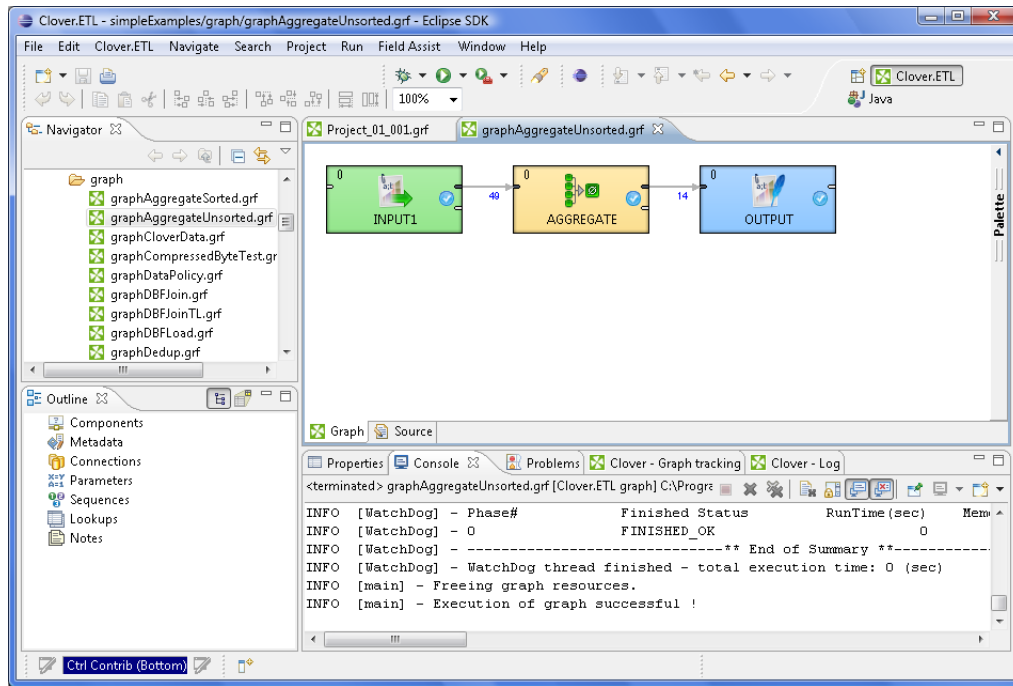 Clover.ETL - simpleExamples/graph/graphAggregateUnsorted.grf - Eclipse SDK
File Edit Clover.ETL Navigate Search Project Run Field Assist Window Help
Clover.ETL
100%
Java
Navigator
graph
graphAggregateSorted.grf
graphAggregateUnsorted.grf
graphCloverData.grf
graphCompressedByteTest.gr
graphDataPolicy.grf
graphDBFJoin.grf
graphDBFJoinTL.grf
graphDBFLoad.grf
graphDedup.grf
Outline
Components
Metadata
Connections
Parameters
Sequences
Lookups
Notes
Project_01_001.grf graphAggregateUnsorted.grf
0 INPUT1
49
0 AGGREGATE
14
0 OUTPUT
Palette
Graph Source
Properties Console Problems Clover - Graph tracking Clover - Log
<terminated> graphAggregateUnsorted.grf [Clover.ETL graph] C:\Progra
INFO [WatchDog] - Phase# Finished Status RunTime(sec) Mem
INFO [WatchDog] - 0 FINISHED_OK 0
INFO [WatchDog] - ------------------------------** End of Summary **------------
INFO [WatchDog] - WatchDog thread finished - total execution time: 0 (sec)
INFO [main] - Freeing graph resources.
INFO [main] - Execution of graph successful !
Ctrl Contrib (Bottom)